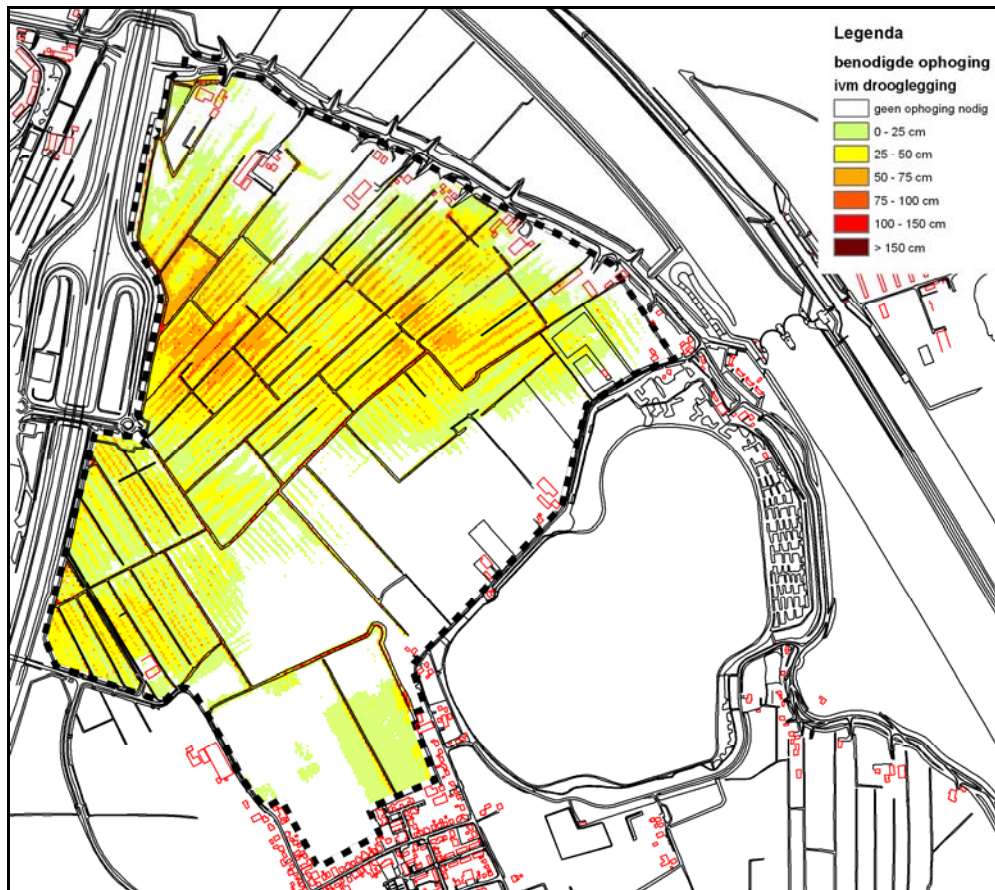 Legenda
benodigde ophoging
ivm drooglegging
geen ophoging nodig
0 - 25 cm
25 - 50 cm
50 - 75 cm
75 - 100 cm
100 - 150 cm
> 150 cm